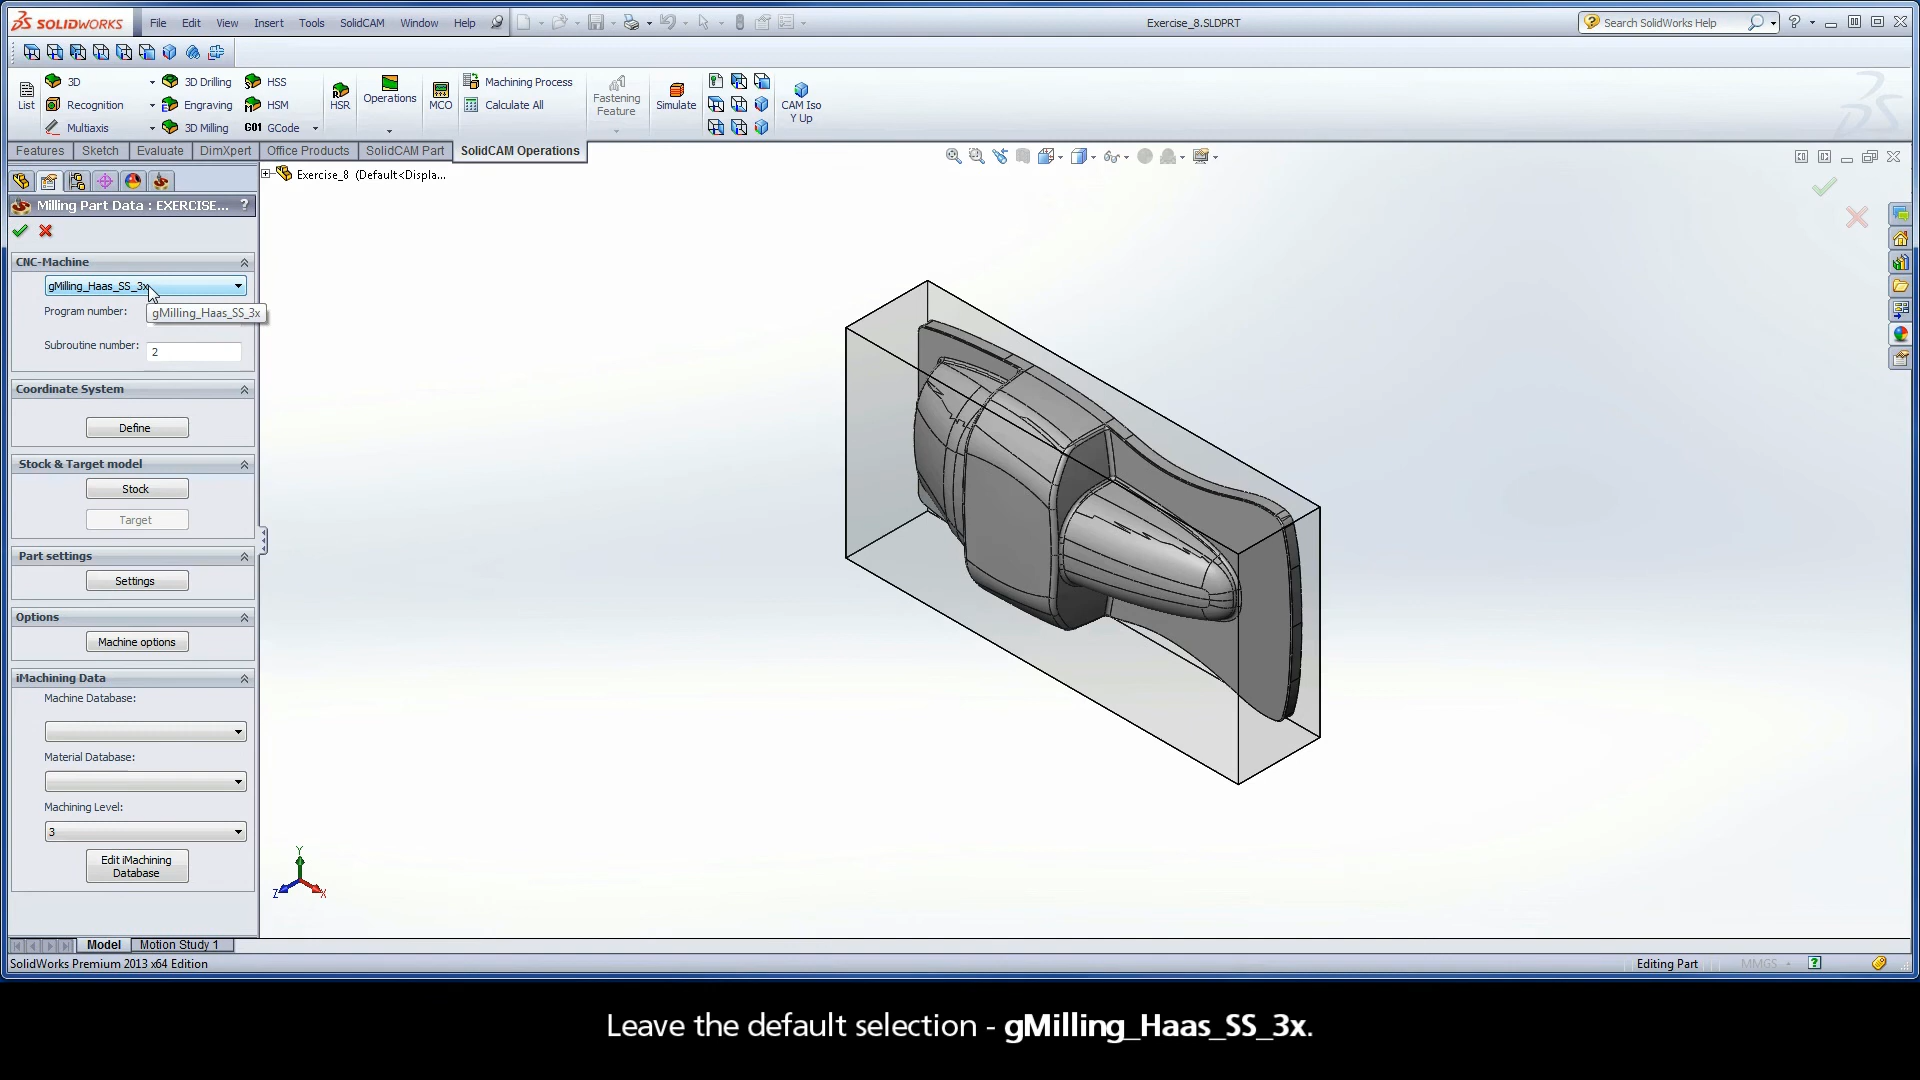 SOLIDWORKS File Edit View Insert Tools SolidCAM Window Help Exercise_8.SLDPRT Search SolidWorks Help
3D 3D Drilling HSS Machining Process
List Recognition Engraving HSM HSR Operations MCO Calculate All Fastening Feature Simulate CAM Iso Y Up
Multiaxis 3D Milling G01 GCode
Features Sketch Evaluate DimXpert Office Products SolidCAM Part SolidCAM Operations
Exercise_8 (Default<Displa...
Milling Part Data : EXERCISE... ?
CNC-Machine
gMilling_Haas_SS_3x
Program number:
gMilling_Haas_SS_3x
Subroutine number: 2
Coordinate System
Define
Stock & Target model
Stock
Target
Part settings
Settings
Options
Machine options
iMachining Data
Machine Database:
Material Database:
Machining Level:
3
Edit iMachining
Database
Y
Z X
Model Motion Study 1
SolidWorks Premium 2013 x64 Edition Editing Part MMGS
Leave the default selection - gMilling_Haas_SS_3x.